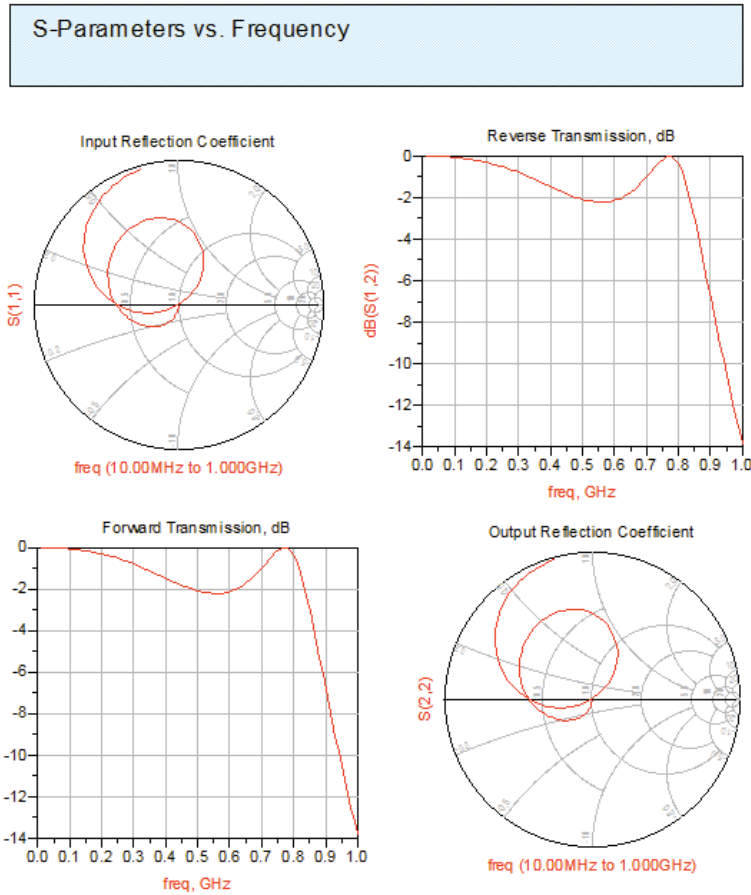 S-Parameters vs. Frequency
Input Reflection Coefficient
S(1,1)
freq (10.00MHz to 1.000GHz)
Reverse Transmission, dB
dB(S(1,2))
0
-2
-4
-6
-8
-10
-12
-14
0.0 0.1 0.2 0.3 0.4 0.5 0.6 0.7 0.8 0.9 1.0
freq, GHz
Forward Transmission, dB
0
-2
-4
-6
-8
-10
-12
-14
0.0 0.1 0.2 0.3 0.4 0.5 0.6 0.7 0.8 0.9 1.0
freq, GHz
Output Reflection Coefficient
S(2,2)
freq (10.00MHz to 1.000GHz)